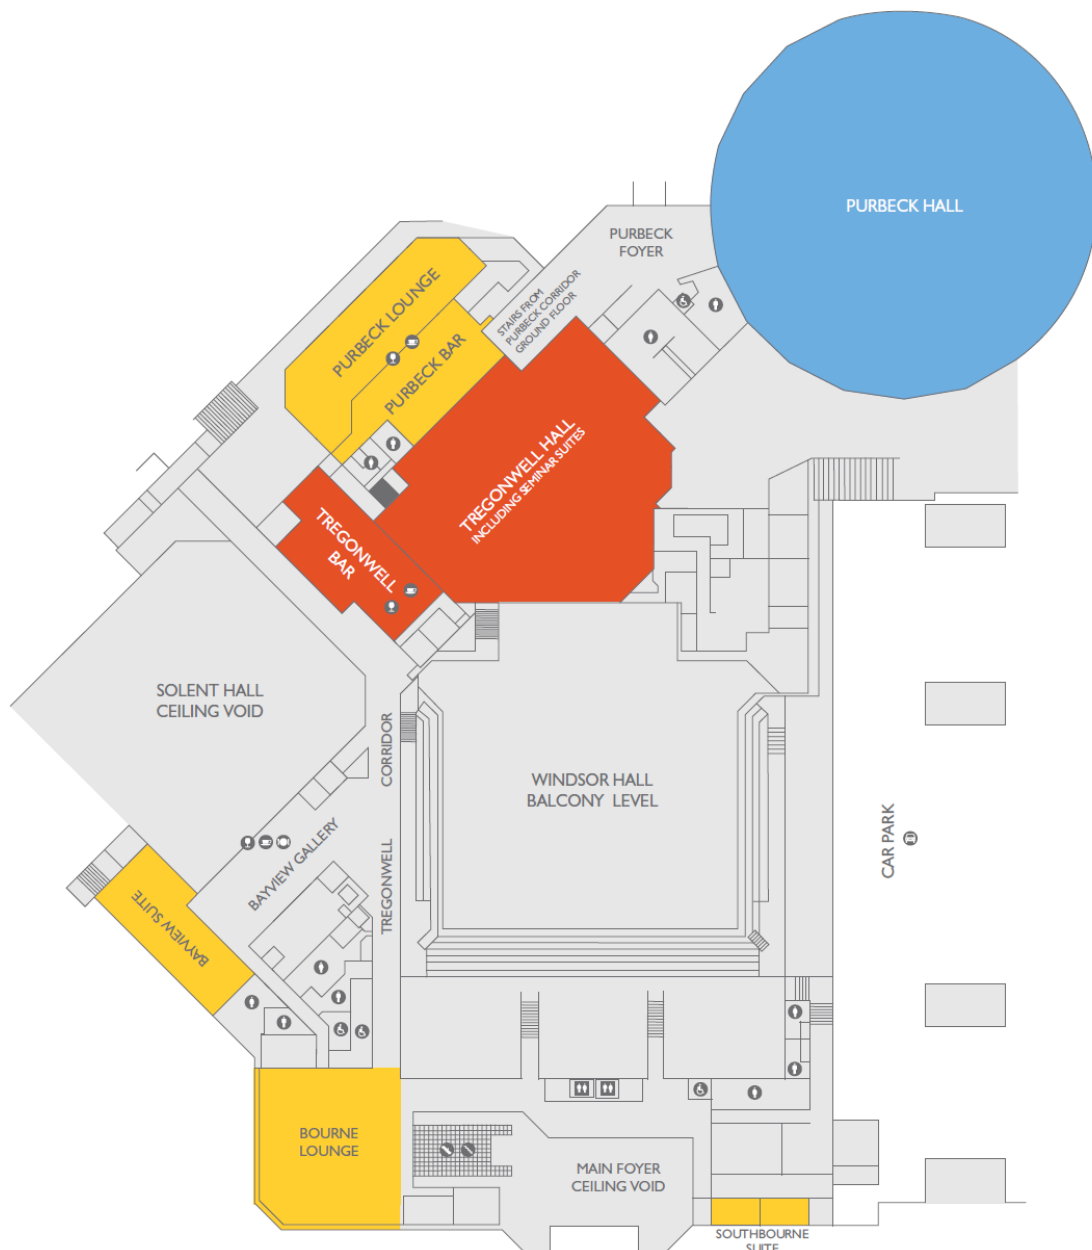 PURBECK HALL
PURBECK
FOYER
STAIRS FROM
PURBECK CORRIDOR
GROUND FLOOR
PURBECK LOUNGE
PURBECK BAR
TREGONWELL HALL
INCLUDING SEMINAR SUITES
TREGONWELL
BAR
SOLENT HALL
CEILING VOID
CORRIDOR
TREGONWELL
WINDSOR HALL
BALCONY LEVEL
CAR PARK
BAYVIEW GALLERY
BAYVIEW SUITE
BOURNE
LOUNGE
MAIN FOYER
CEILING VOID
SOUTHBOURNE
SUITE